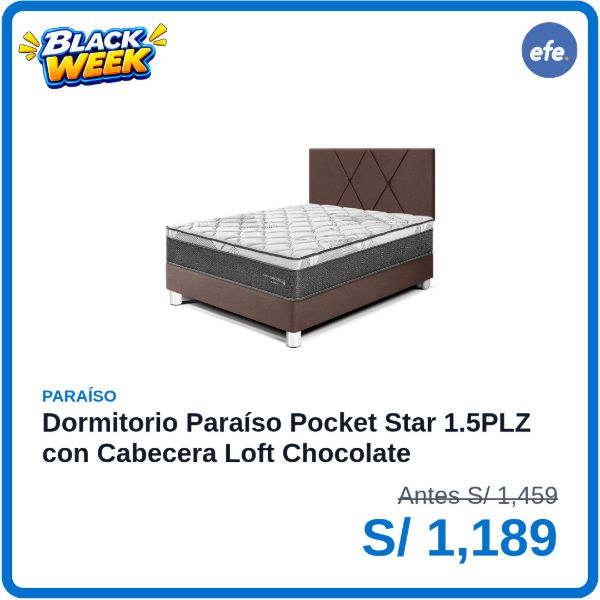 BLACK
WEEK
efe.
PARAÍSO
Dormitorio Paraíso Pocket Star 1.5PLZ
con Cabecera Loft Chocolate
Antes S/ 1,459
S/ 1,189